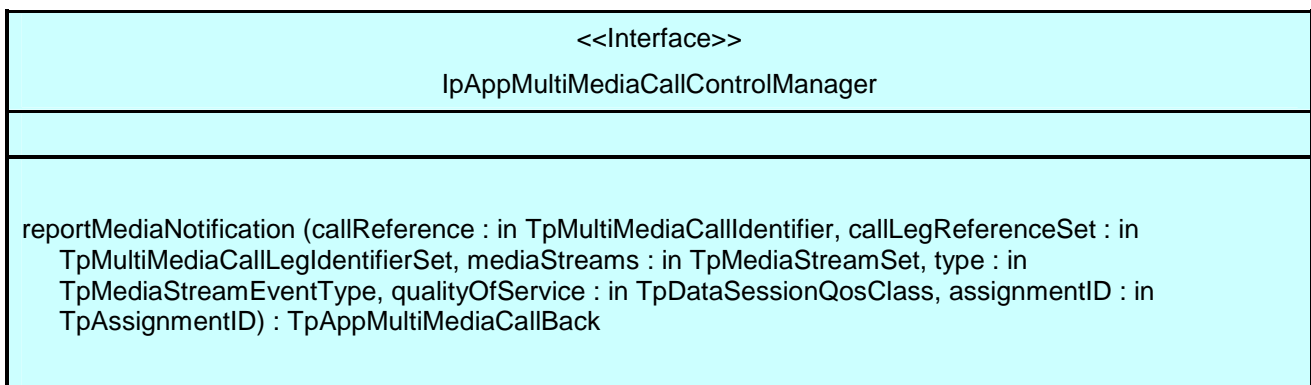 <<Interface>>
IpAppMultiMediaCallControlManager
reportMediaNotification (callReference : in TpMultiMediaCallIdentifier, callLegReferenceSet : in
TpMultiMediaCallLegIdentifierSet, mediaStreams : in TpMediaStreamSet, type : in
TpMediaStreamEventType, qualityOfService : in TpDataSessionQosClass, assignmentID : in
TpAssignmentID) : TpAppMultiMediaCallBack